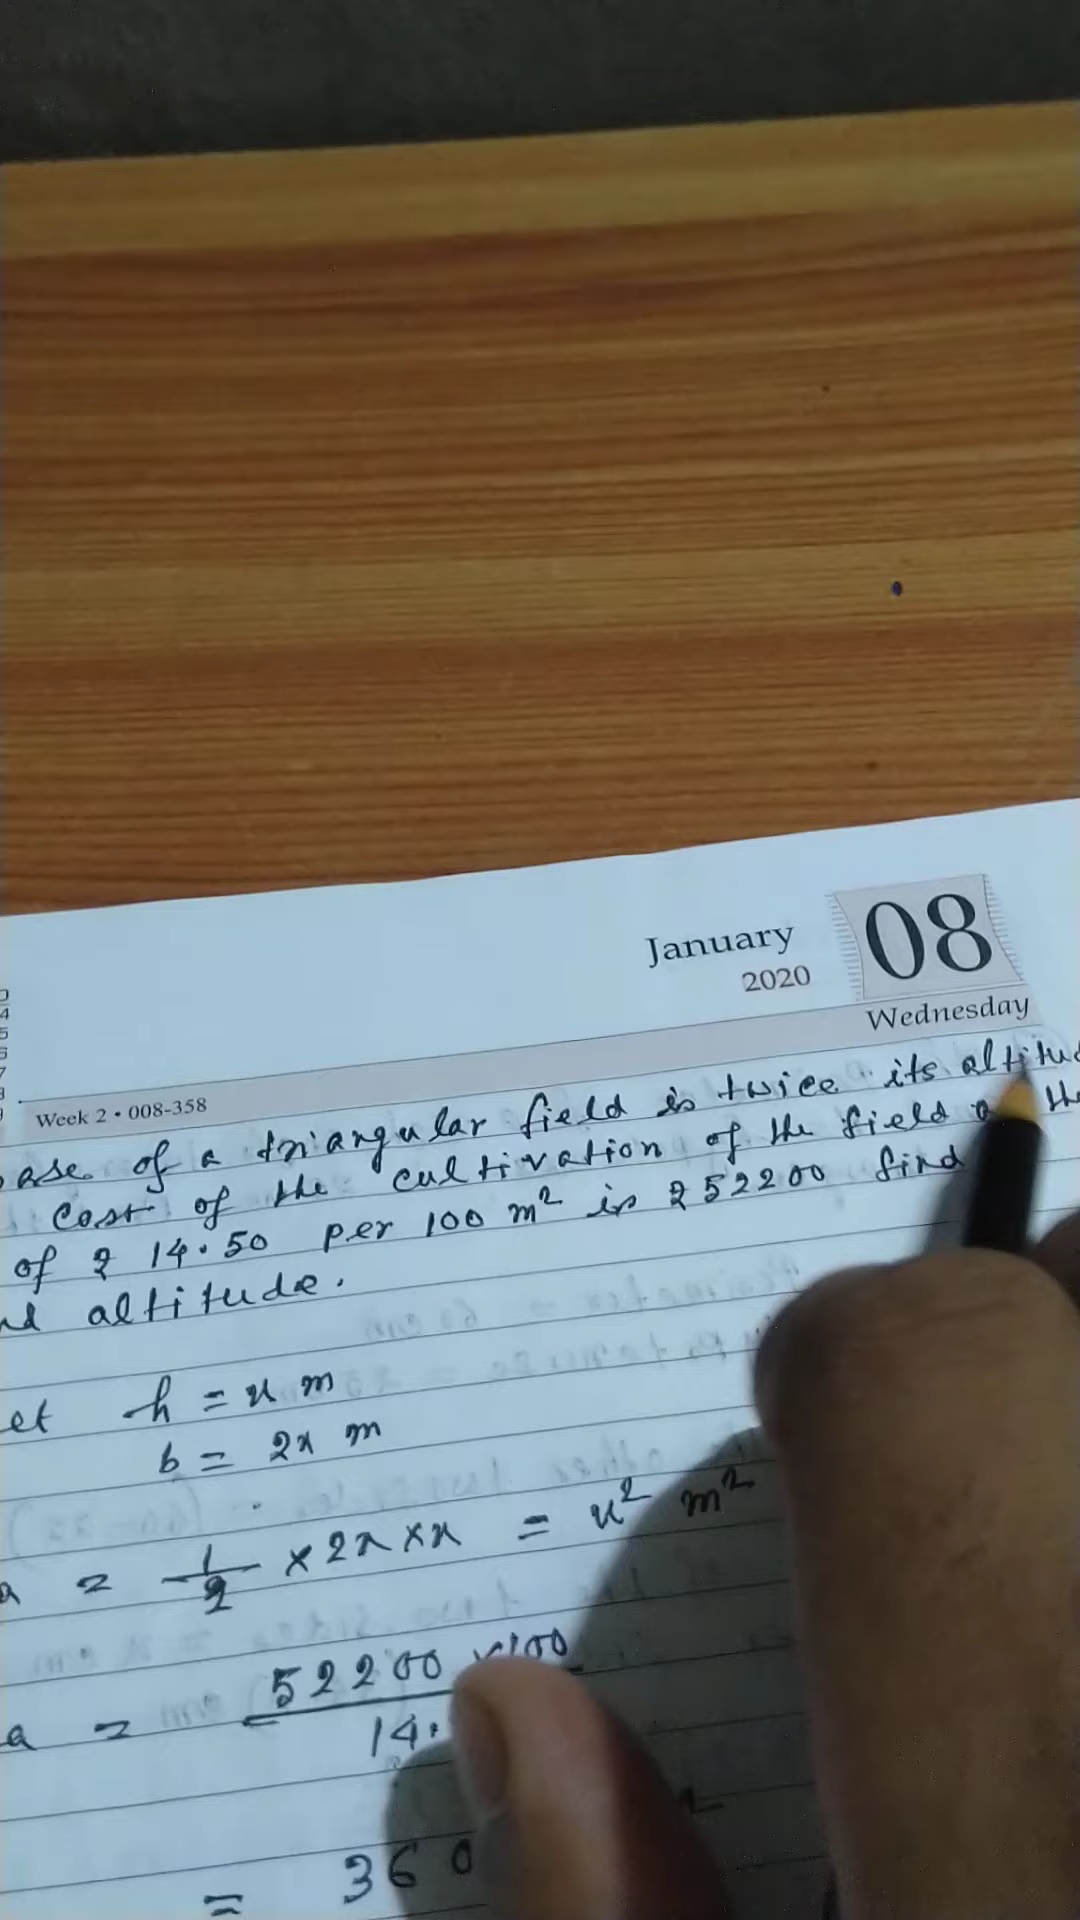 January
2020
08
Wednesday
Week 2 • 008-358
of a triangular field is twice its
Cost of the cultivation of the field
of ₹ 14.50 per 100 m² is ₹52200 find
altitude.
h = x m
b = 2x m
= 1/2 × 2x × x = x² m²
= 52200 ×100
14.
= 360